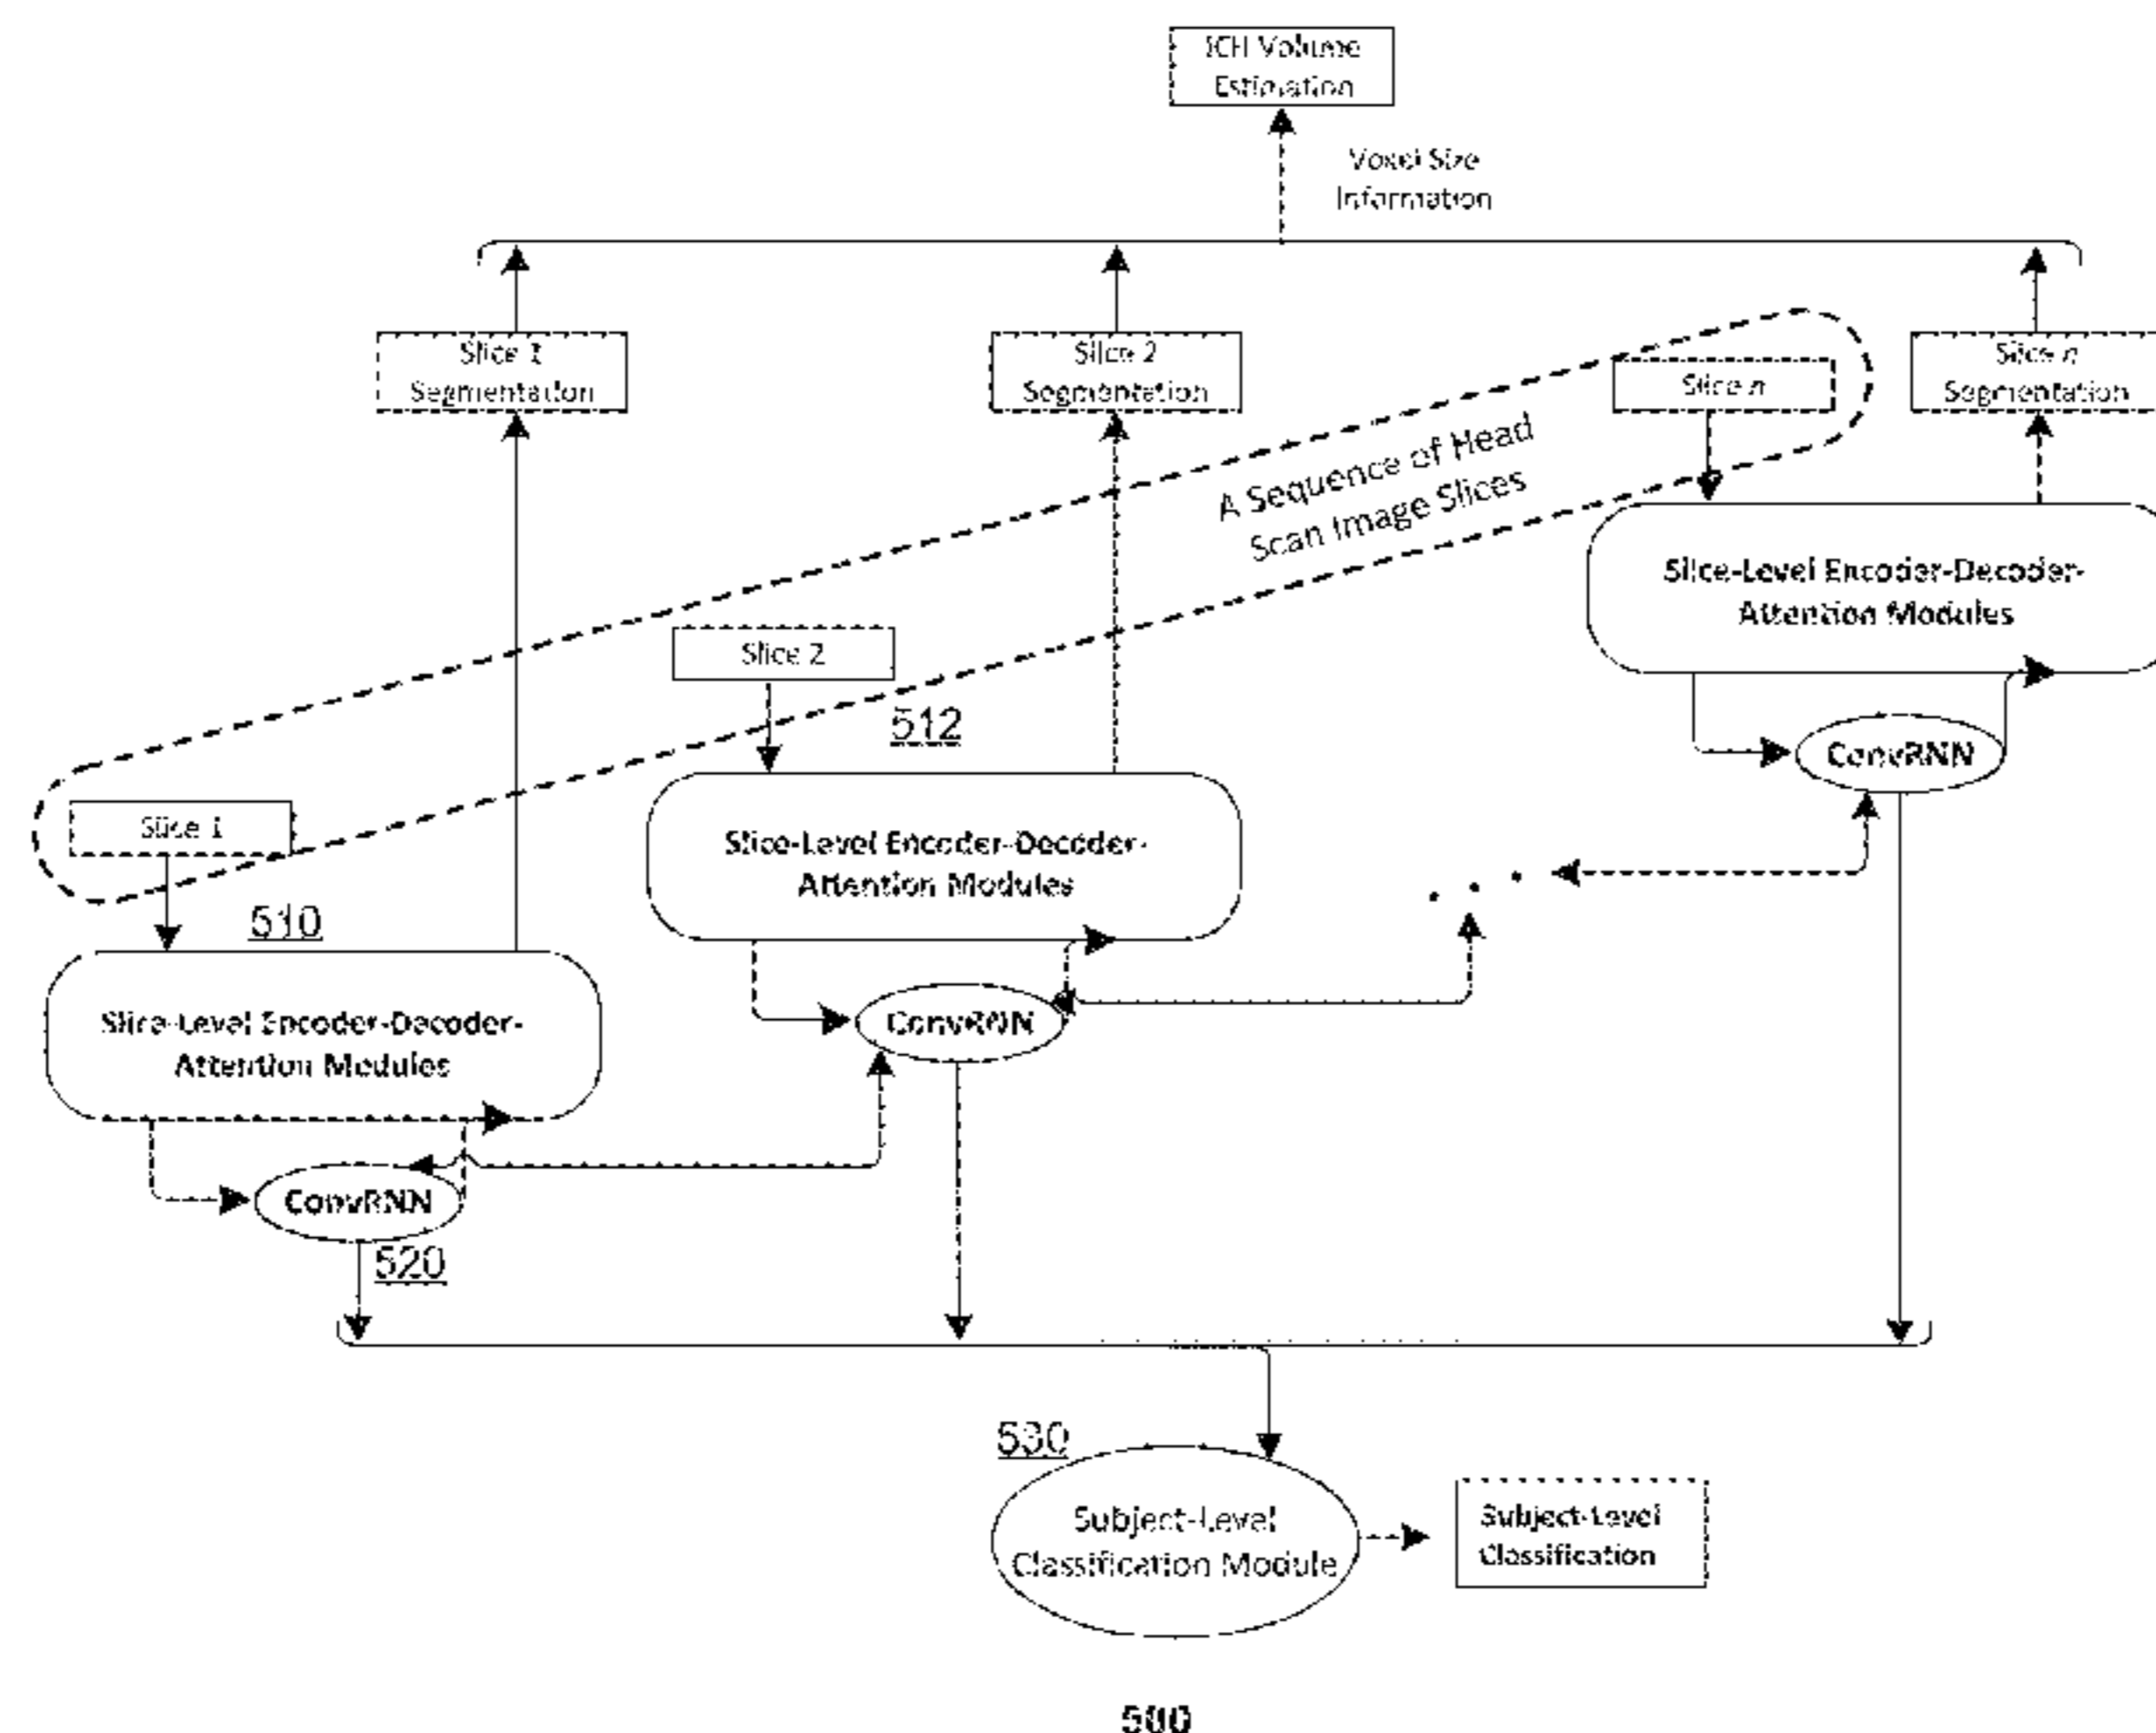 ICH Volume
Estimation
Voxel Size
Information
Slice 1
Segmentation
Slice 2
Segmentation
Slice n
Slice n
Segmentation
A Sequence of Head
Scan Image Slices
Slice-Level Encoder-Decoder-
Attention Modules
Slice 2
512
ConvRNN
Slice 1
Slice-Level Encoder-Decoder-
Attention Modules
. . .
510
Slice-Level Encoder-Decoder-
Attention Modules
ConvRNN
ConvRNN
520
530
Subject-Level
Classification Module
Subject-Level
Classification
500